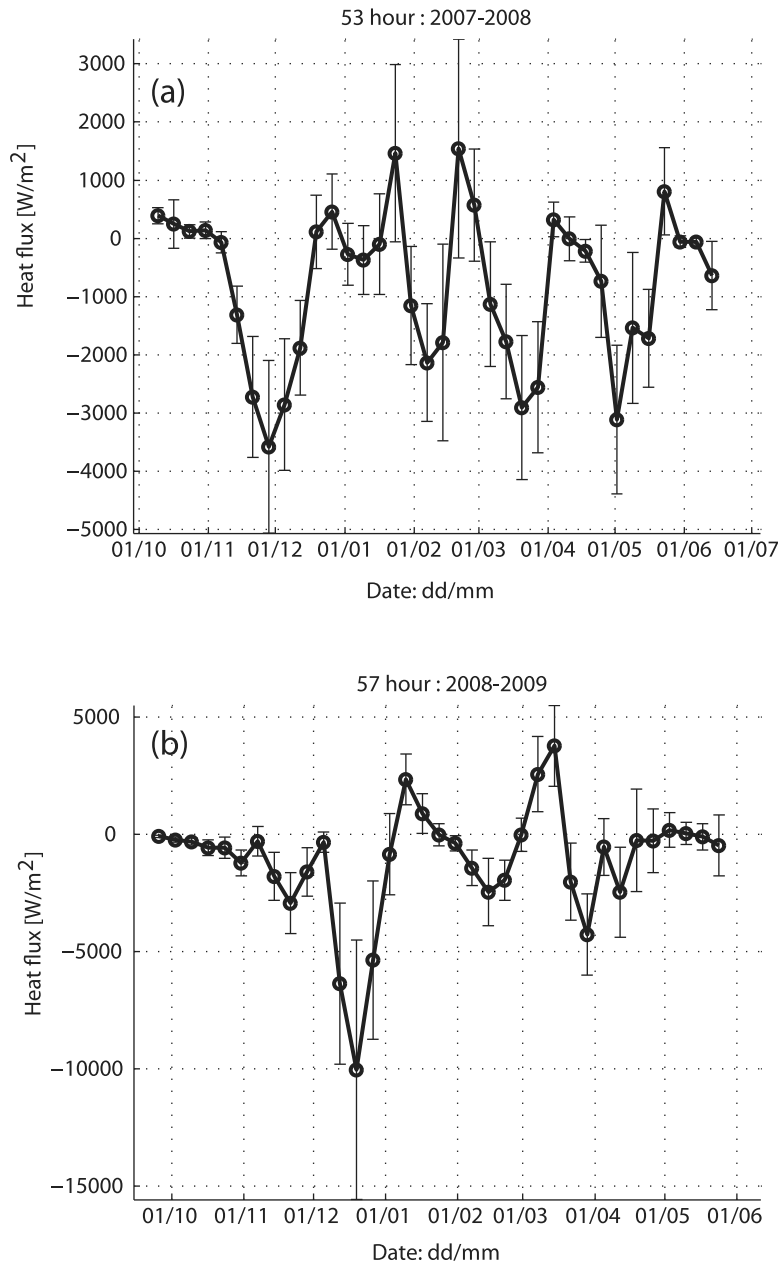 53 hour : 2007-2008
(a)
3000
2000
1000
0
−1000
−2000
−3000
−4000
−5000
Heat flux [W/m²]
01/10 01/11 01/12 01/01 01/02 01/03 01/04 01/05 01/06 01/07
Date: dd/mm
57 hour : 2008-2009
(b)
5000
0
−5000
−10000
−15000
Heat flux [W/m²]
01/10 01/11 01/12 01/01 01/02 01/03 01/04 01/05 01/06
Date: dd/mm